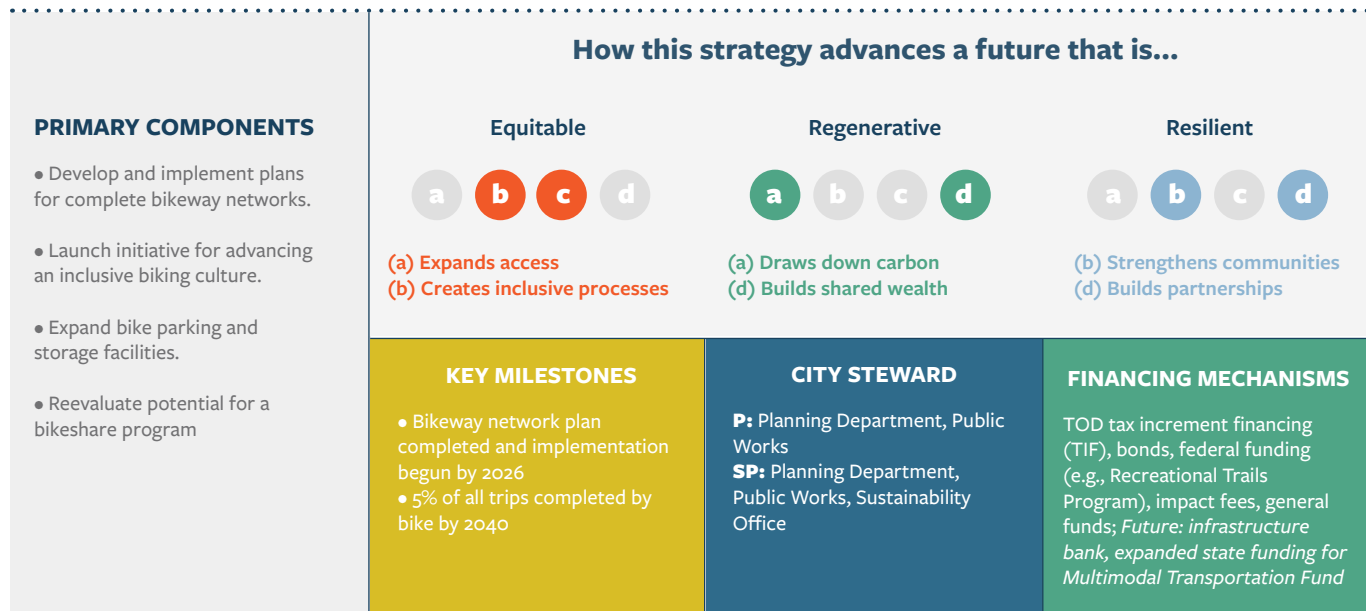 How this strategy advances a future that is...
PRIMARY COMPONENTS
• Develop and implement plans
for complete bikeway networks.
• Launch initiative for advancing
an inclusive biking culture.
• Expand bike parking and
storage facilities.
• Reevaluate potential for a
bikeshare program
Equitable
a b c d
(a) Expands access
(b) Creates inclusive processes
Regenerative
a b c d
(a) Draws down carbon
(d) Builds shared wealth
Resilient
a b c d
(b) Strengthens communities
(d) Builds partnerships
KEY MILESTONES
• Bikeway network plan
completed and implementation
begun by 2026
• 5% of all trips completed by
bike by 2040
CITY STEWARD
P: Planning Department, Public
Works
SP: Planning Department,
Public Works, Sustainability
Office
FINANCING MECHANISMS
TOD tax increment financing
(TIF), bonds, federal funding
(e.g., Recreational Trails
Program), impact fees, general
funds; Future: infrastructure
bank, expanded state funding for
Multimodal Transportation Fund